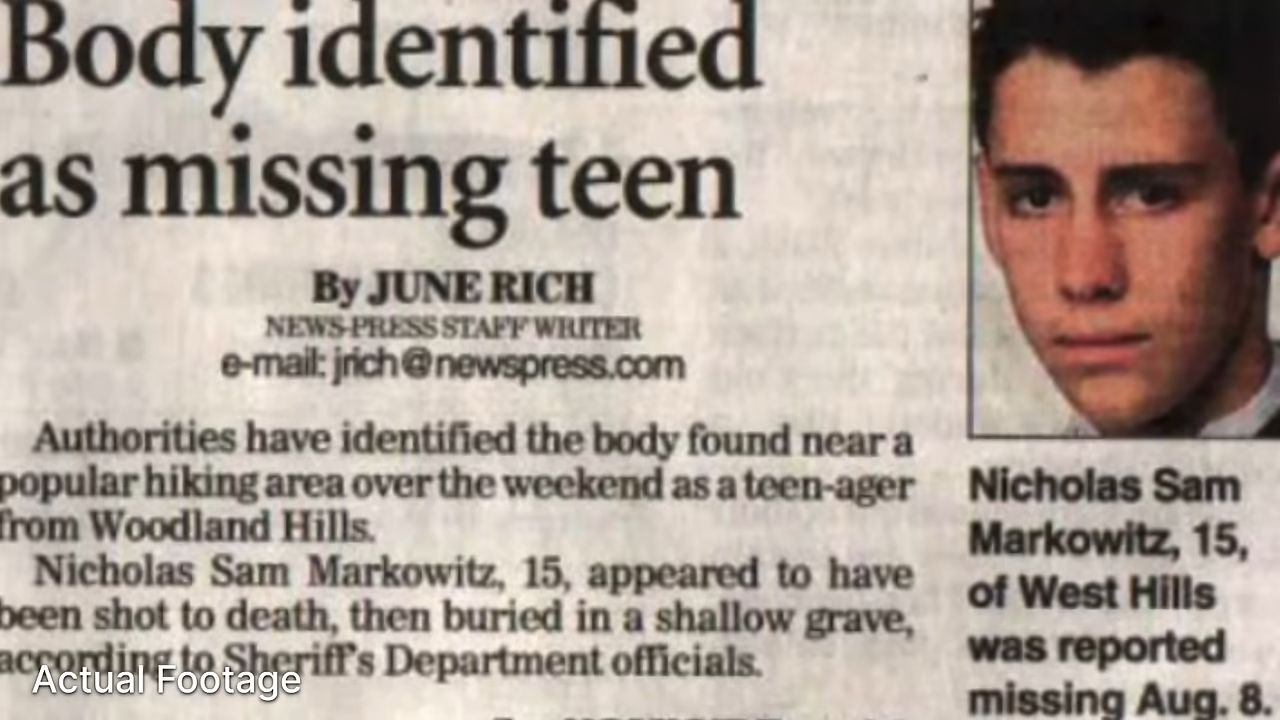 Body identified
as missing teen
By JUNE RICH
NEWS-PRESS STAFF WRITER
e-mail: jrich@newspress.com
Authorities have identified the body found near a
popular hiking area over the weekend as a teen-ager
from Woodland Hills.
Nicholas Sam Markowitz, 15, appeared to have
been shot to death, then buried in a shallow grave,
according to Sheriff's Department officials.
Nicholas Sam
Markowitz, 15,
of West Hills
was reported
missing Aug. 8.
Actual Footage